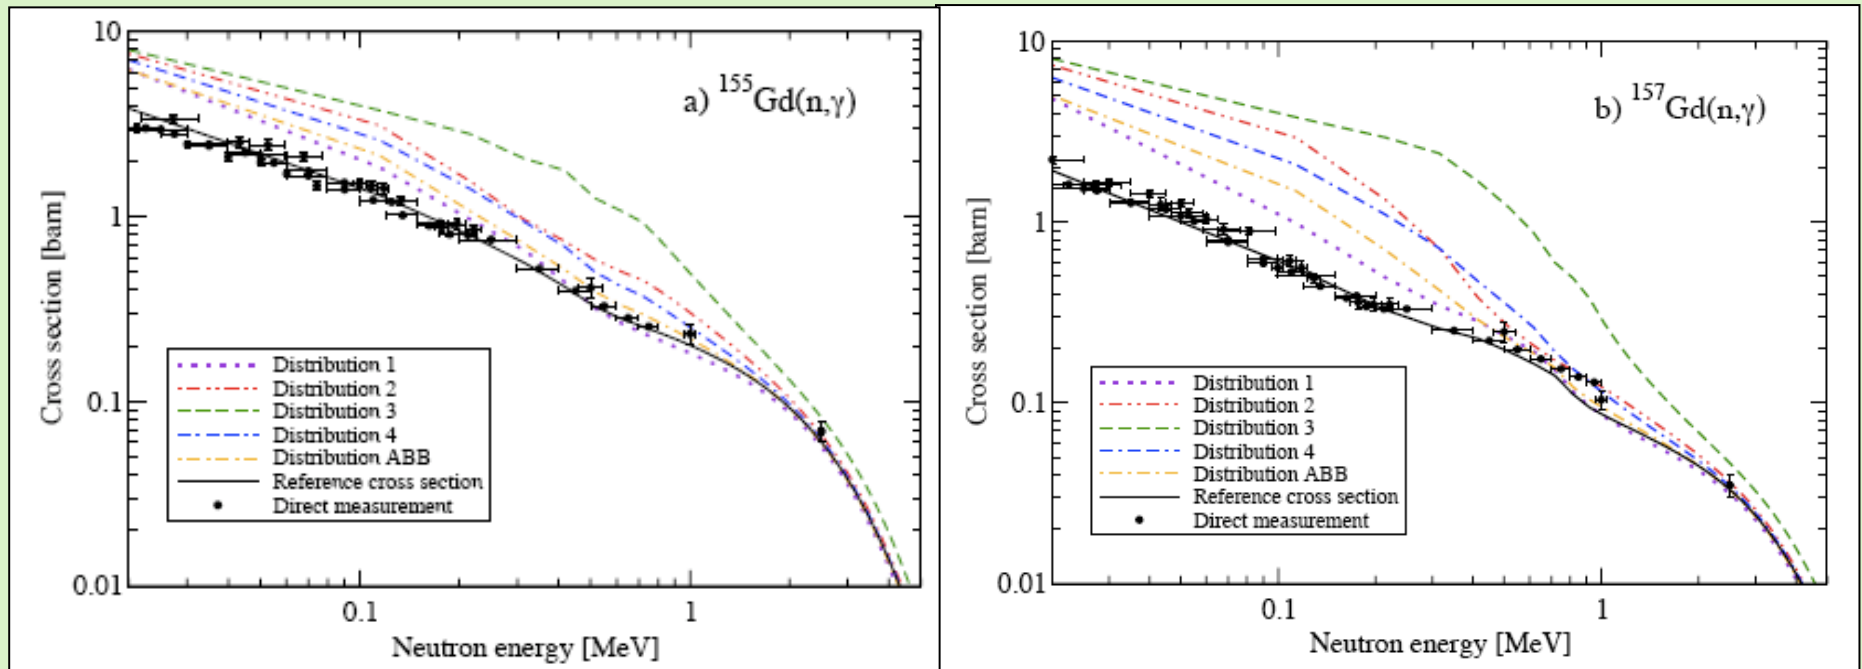 10
1
0.1
0.01
Cross section [barn]
a) ¹⁵⁵Gd(n,γ)
Distribution 1
Distribution 2
Distribution 3
Distribution 4
Distribution ABB
Reference cross section
Direct measurement
0.1
1
Neutron energy [MeV]
10
1
0.1
0.01
Cross section [barn]
b) ¹⁵⁷Gd(n,γ)
Distribution 1
Distribution 2
Distribution 3
Distribution 4
Distribution ABB
Reference cross section
Direct measurement
0.1
1
Neutron energy [MeV]